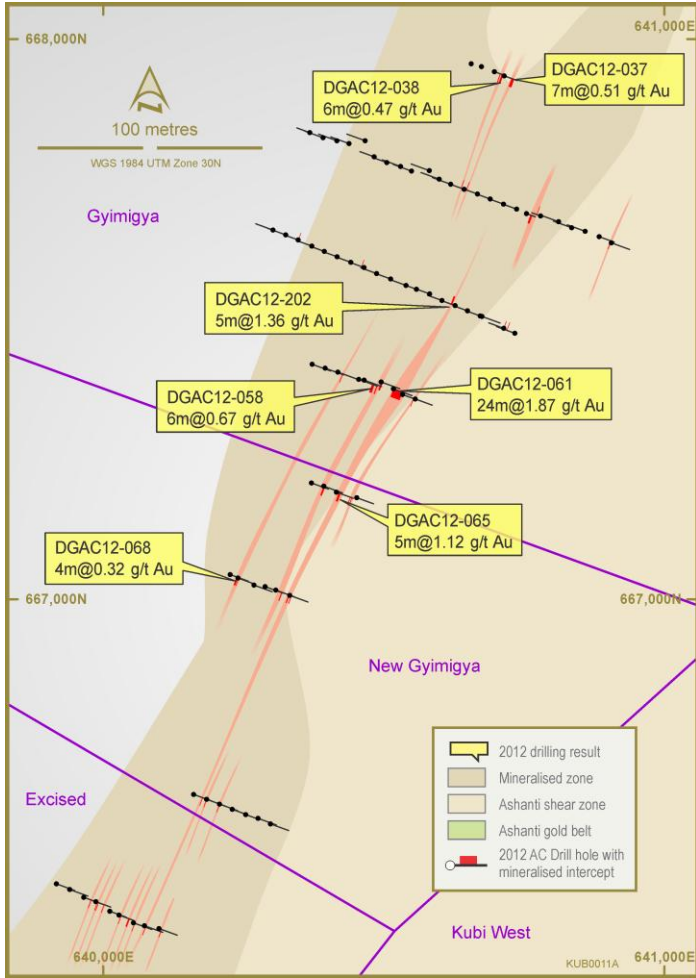 641,000E
668,000N
DGAC12-038
6m@0.47 g/t Au
DGAC12-037
7m@0.51 g/t Au
N
100 metres
WGS 1984 UTM Zone 30N
Gyimigya
DGAC12-202
5m@1.36 g/t Au
DGAC12-058
6m@0.67 g/t Au
DGAC12-061
24m@1.87 g/t Au
DGAC12-065
5m@1.12 g/t Au
DGAC12-068
4m@0.32 g/t Au
667,000N
667,000N
New Gyimigya
Excised
2012 drilling result
Mineralised zone
Ashanti shear zone
Ashanti gold belt
2012 AC Drill hole with
mineralised intercept
Kubi West
640,000E
KUB0011A
641,000E